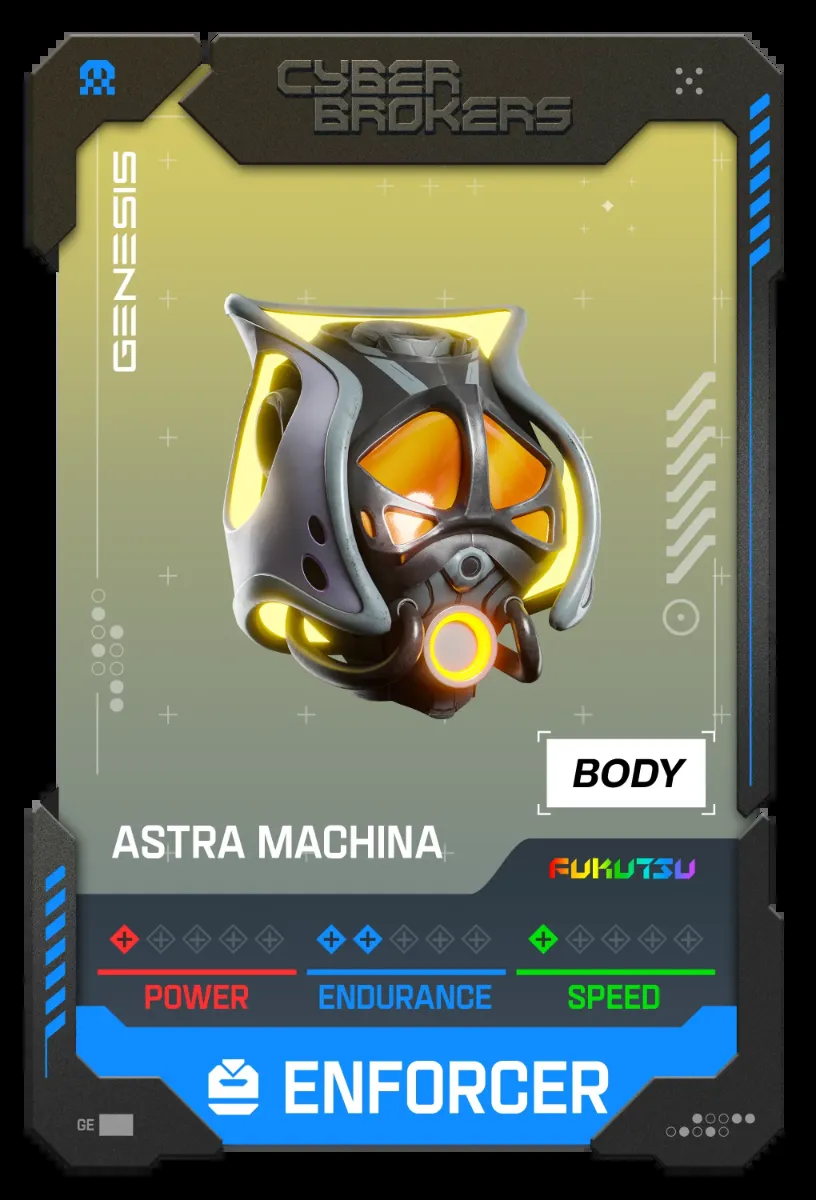 CYBER
BROKERS
GENESIS
BODY
ASTRA MACHINA
FUKUTSU
POWER
ENDURANCE
SPEED
ENFORCER
GE